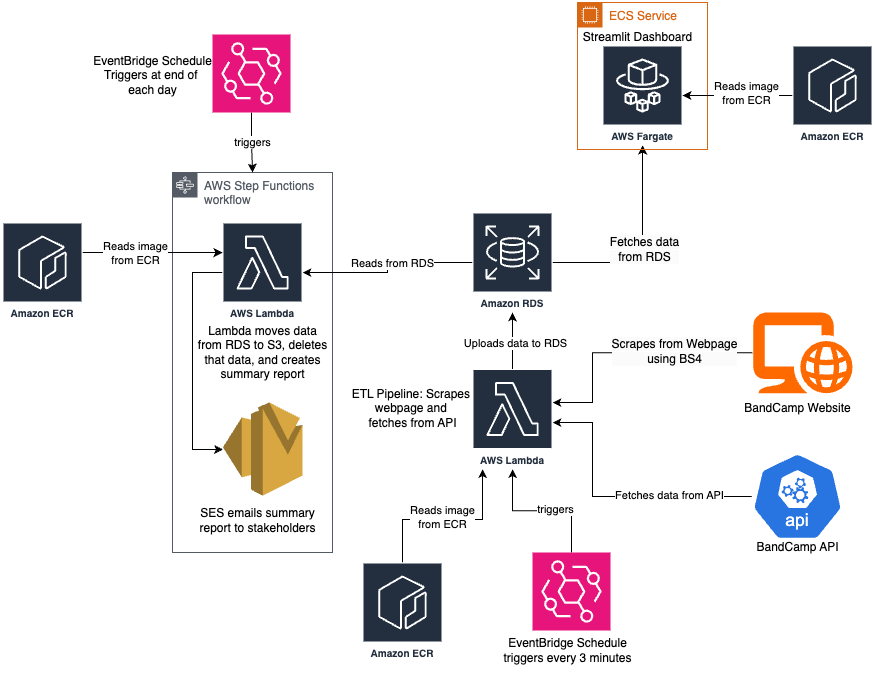 ECS Service
Streamlit Dashboard
AWS Fargate
Reads image
from ECR
Amazon ECR
EventBridge Schedule
Triggers at end of
each day
triggers
AWS Step Functions
workflow
Reads image
from ECR
Amazon ECR
AWS Lambda
Lambda moves data
from RDS to S3, deletes
that data, and creates
summary report
SES emails summary
report to stakeholders
Reads from RDS
Amazon RDS
Fetches data
from RDS
Uploads data to RDS
ETL Pipeline: Scrapes
webpage and
fetches from API
AWS Lambda
Scrapes from Webpage
using BS4
BandCamp Website
Fetches data from API
api
BandCamp API
Reads image
from ECR
Amazon ECR
triggers
EventBridge Schedule
triggers every 3 minutes